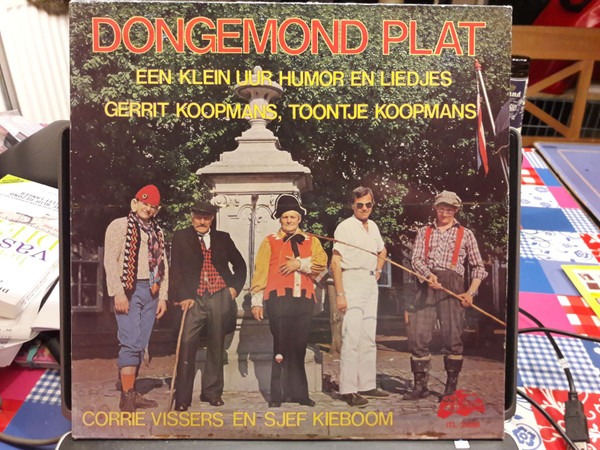 DONGEMOND PLAT
EEN KLEIN UUR HUMOR EN LIEDJES
GERRIT KOOPMANS, TOONTJE KOOPMANS
CORRIE VISSERS EN SJEF KIEBOOM